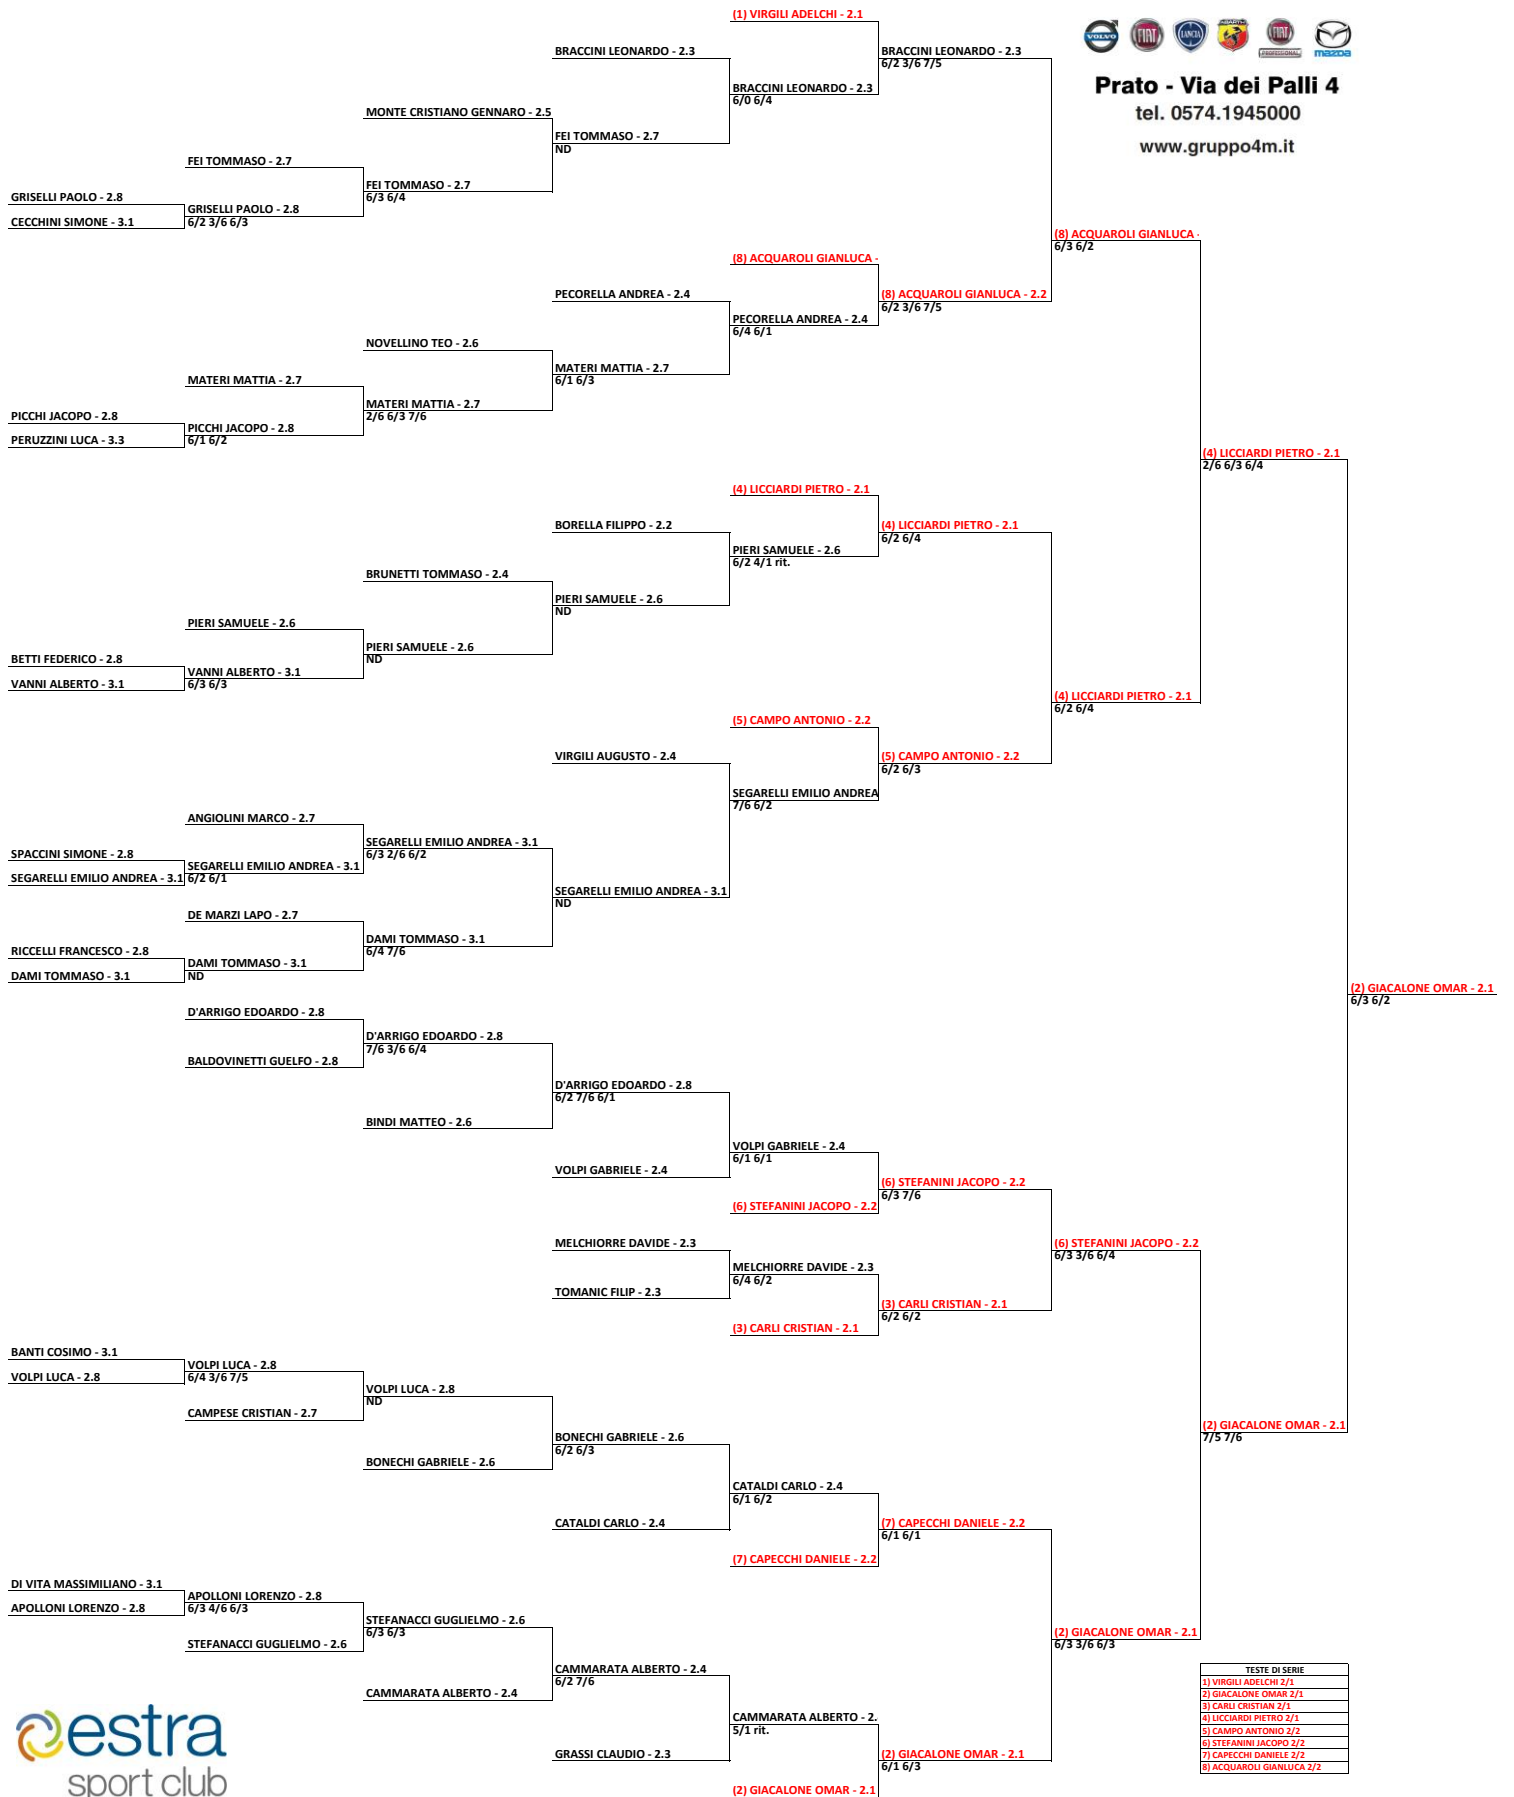 (1) VIRGILI ADELCHI - 2.1
VOLVO
FIAT
LANCIA
ABARTH
FIAT
PROFESSIONAL
mazda
BRACCINI LEONARDO - 2.3
BRACCINI LEONARDO - 2.3
6/2 3/6 7/5
Prato - Via dei Palli 4
BRACCINI LEONARDO - 2.3
6/0 6/4
tel. 0574.1945000
MONTE CRISTIANO GENNARO - 2.5
FEI TOMMASO - 2.7
ND
www.gruppo4m.it
FEI TOMMASO - 2.7
FEI TOMMASO - 2.7
6/3 6/4
GRISELLI PAOLO - 2.8
GRISELLI PAOLO - 2.8
CECCHINI SIMONE - 3.1
6/2 3/6 6/3
(8) ACQUAROLI GIANLUCA -
6/3 6/2
(8) ACQUAROLI GIANLUCA -
PECORELLA ANDREA - 2.4
(8) ACQUAROLI GIANLUCA - 2.2
6/2 3/6 7/5
PECORELLA ANDREA - 2.4
6/4 6/1
NOVELLINO TEO - 2.6
MATERI MATTIA - 2.7
6/1 6/3
MATERI MATTIA - 2.7
MATERI MATTIA - 2.7
2/6 6/3 7/6
PICCHI JACOPO - 2.8
PICCHI JACOPO - 2.8
PERUZZINI LUCA - 3.3
6/1 6/2
(4) LICCIARDI PIETRO - 2.1
2/6 6/3 6/4
(4) LICCIARDI PIETRO - 2.1
BORELLA FILIPPO - 2.2
(4) LICCIARDI PIETRO - 2.1
6/2 6/4
PIERI SAMUELE - 2.6
6/2 4/1 rit.
BRUNETTI TOMMASO - 2.4
PIERI SAMUELE - 2.6
ND
PIERI SAMUELE - 2.6
PIERI SAMUELE - 2.6
ND
BETTI FEDERICO - 2.8
VANNI ALBERTO - 3.1
VANNI ALBERTO - 3.1
6/3 6/3
(4) LICCIARDI PIETRO - 2.1
6/2 6/4
(5) CAMPO ANTONIO - 2.2
VIRGILI AUGUSTO - 2.4
(5) CAMPO ANTONIO - 2.2
6/2 6/3
SEGARELLI EMILIO ANDREA
7/6 6/2
ANGIOLINI MARCO - 2.7
SEGARELLI EMILIO ANDREA - 3.1
6/3 2/6 6/2
SPACCINI SIMONE - 2.8
SEGARELLI EMILIO ANDREA - 3.1
SEGARELLI EMILIO ANDREA - 3.1
6/2 6/1
SEGARELLI EMILIO ANDREA - 3.1
ND
DE MARZI LAPO - 2.7
DAMI TOMMASO - 3.1
6/4 7/6
RICCELLI FRANCESCO - 2.8
DAMI TOMMASO - 3.1
DAMI TOMMASO - 3.1
ND
(2) GIACALONE OMAR - 2.1
6/3 6/2
D'ARRIGO EDOARDO - 2.8
D'ARRIGO EDOARDO - 2.8
7/6 3/6 6/4
BALDOVINETTI GUELFO - 2.8
D'ARRIGO EDOARDO - 2.8
6/2 7/6 6/1
BINDI MATTEO - 2.6
VOLPI GABRIELE - 2.4
6/1 6/1
VOLPI GABRIELE - 2.4
(6) STEFANINI JACOPO - 2.2
6/3 7/6
(6) STEFANINI JACOPO - 2.2
MELCHIORRE DAVIDE - 2.3
(6) STEFANINI JACOPO - 2.2
6/3 3/6 6/4
MELCHIORRE DAVIDE - 2.3
6/4 6/2
TOMANIC FILIP - 2.3
(3) CARLI CRISTIAN - 2.1
6/2 6/2
(3) CARLI CRISTIAN - 2.1
BANTI COSIMO - 3.1
VOLPI LUCA - 2.8
VOLPI LUCA - 2.8
6/4 3/6 7/5
VOLPI LUCA - 2.8
ND
CAMPESE CRISTIAN - 2.7
(2) GIACALONE OMAR - 2.1
7/5 7/6
BONECHI GABRIELE - 2.6
6/2 6/3
BONECHI GABRIELE - 2.6
CATALDI CARLO - 2.4
6/1 6/2
CATALDI CARLO - 2.4
(7) CAPECCHI DANIELE - 2.2
6/1 6/1
(7) CAPECCHI DANIELE - 2.2
DI VITA MASSIMILIANO - 3.1
APOLLONI LORENZO - 2.8
APOLLONI LORENZO - 2.8
6/3 4/6 6/3
STEFANACCI GUGLIELMO - 2.6
6/3 6/3
STEFANACCI GUGLIELMO - 2.6
(2) GIACALONE OMAR - 2.1
6/3 3/6 6/3
CAMMARATA ALBERTO - 2.4
6/2 7/6
CAMMARATA ALBERTO - 2.4
TESTE DI SERIE
1) VIRGILI ADELCHI 2/1
2) GIACALONE OMAR 2/1
3) CARLI CRISTIAN 2/1
4) LICCIARDI PIETRO 2/1
5) CAMPO ANTONIO 2/2
6) STEFANINI JACOPO 2/2
7) CAPECCHI DANIELE 2/2
8) ACQUAROLI GIANLUCA 2/2
CAMMARATA ALBERTO - 2.
5/1 rit.
GRASSI CLAUDIO - 2.3
(2) GIACALONE OMAR - 2.1
6/1 6/3
(2) GIACALONE OMAR - 2.1
estra
sport club